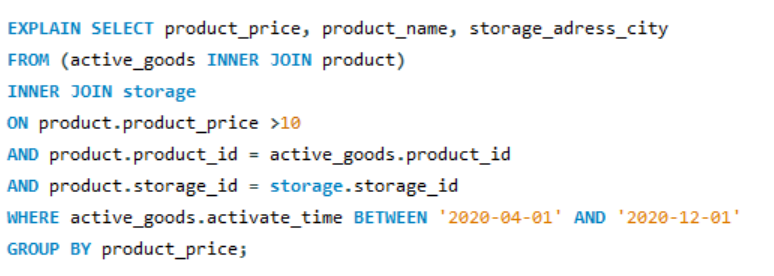 EXPLAIN SELECT product_price, product_name, storage_adress_city
FROM (active_goods INNER JOIN product)
INNER JOIN storage
ON product.product_price >10
AND product.product_id = active_goods.product_id
AND product.storage_id = storage.storage_id
WHERE active_goods.activate_time BETWEEN '2020-04-01' AND '2020-12-01'
GROUP BY product_price;